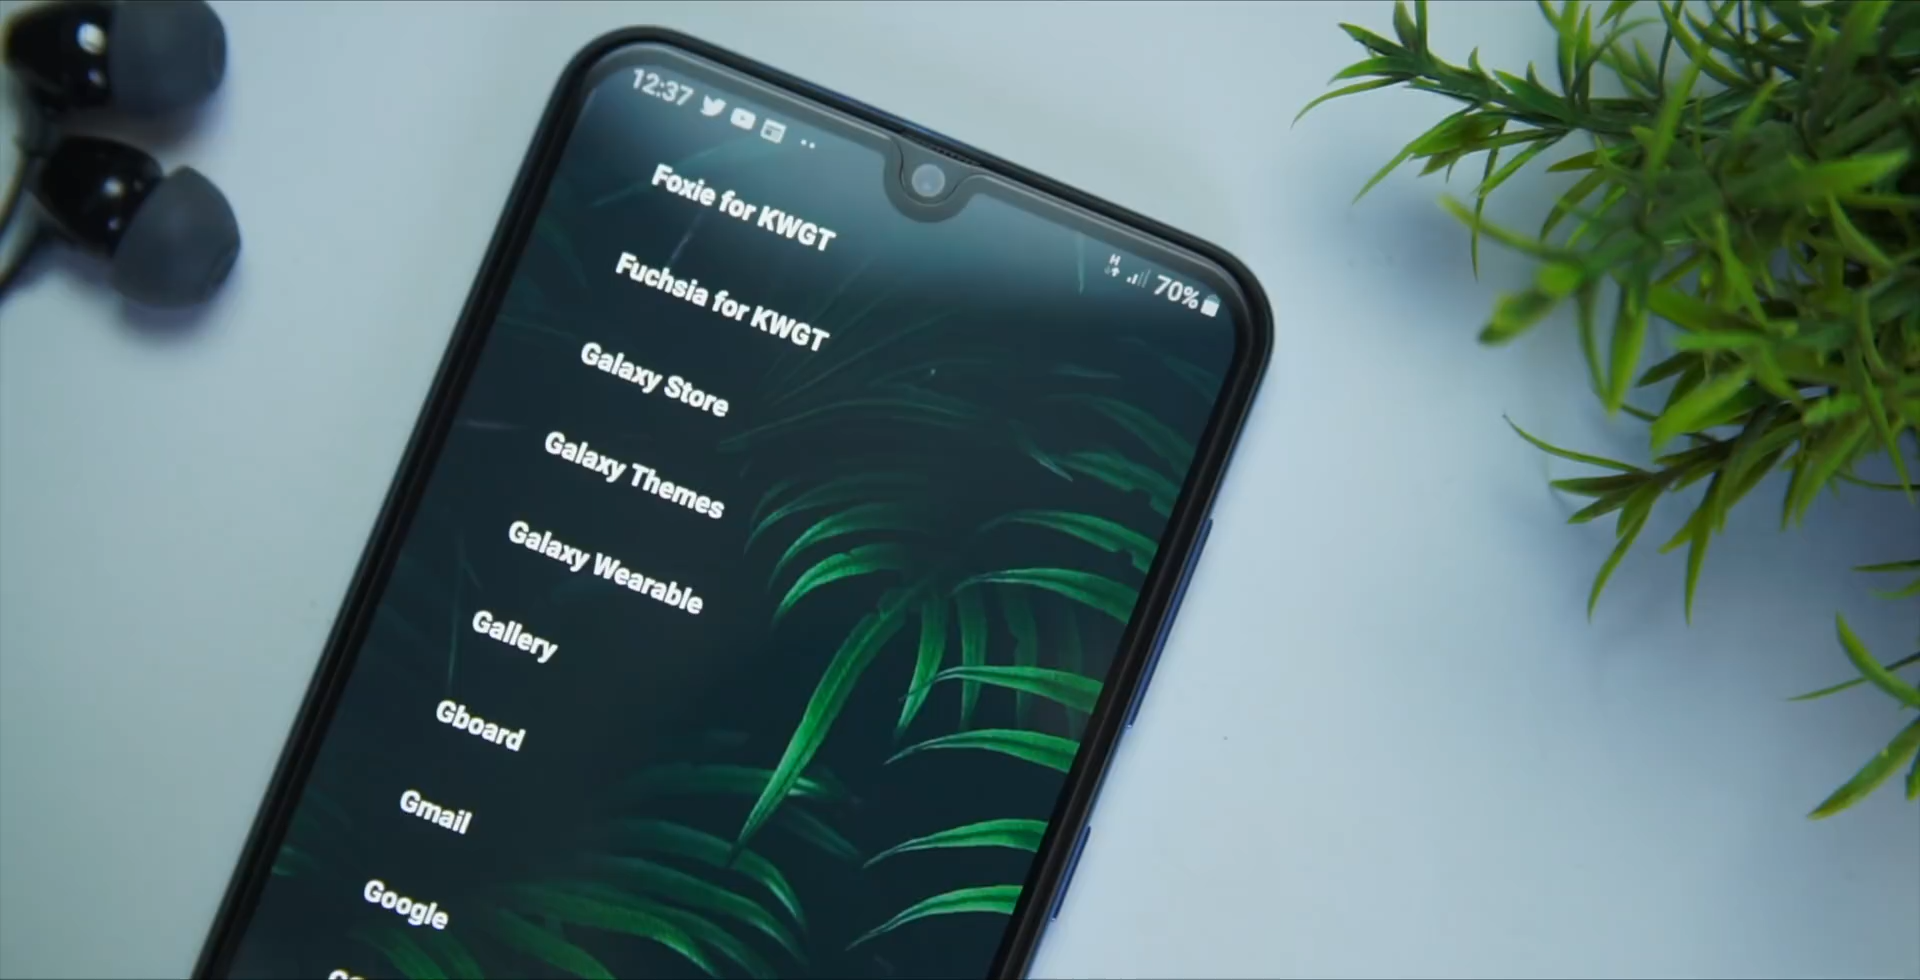 12:37
H 70%
Foxie for KWGT
Fuchsia for KWGT
Galaxy Store
Galaxy Themes
Galaxy Wearable
Gallery
Gboard
Gmail
Google